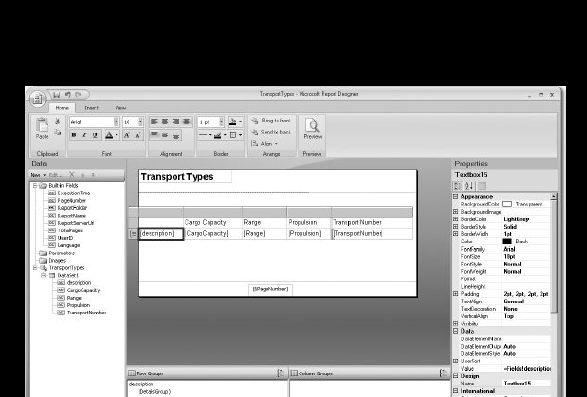 TransportTypes - Microsoft Report Designer
Home Insert View
Paste
Arial 10
1 pt
Bring to front
Send to back
Align
Preview
Clipboard Font Alignment Border Arrange Preview
Data
New Edit...
Built-in Fields
ExecutionTime
PageNumber
ReportFolder
ReportName
ReportServerUrl
TotalPages
UserID
Language
Parameters
Images
TransportTypes
DataSet1
description
CargoCapacity
Range
Propulsion
TransportNumber
Transport Types
Cargo Capacity Range Propulsion Transport Number
[description] [CargoCapacity] [Range] [Propulsion] [TransportNumber]
[&PageNumber]
Row Groups Column Groups
description
(DetailsGroup)
Properties
Textbox15
Appearance
BackgroundColor Transparent
BackgroundImage
BorderColor LightGrey
BorderStyle Solid
BorderWidth 1pt
Color Black
FontFamily Arial
FontSize 10pt
FontStyle Normal
FontWeight Normal
Format
LineHeight
Padding 2pt, 2pt, 2pt, 2pt
TextAlign General
TextDecoration None
VerticalAlign Top
Visibility
Data
DataElementName
DataElementOutp Auto
DataElementStyle Auto
UserSort
Value =Fields!descriptio
Design
Name Textbox15
International